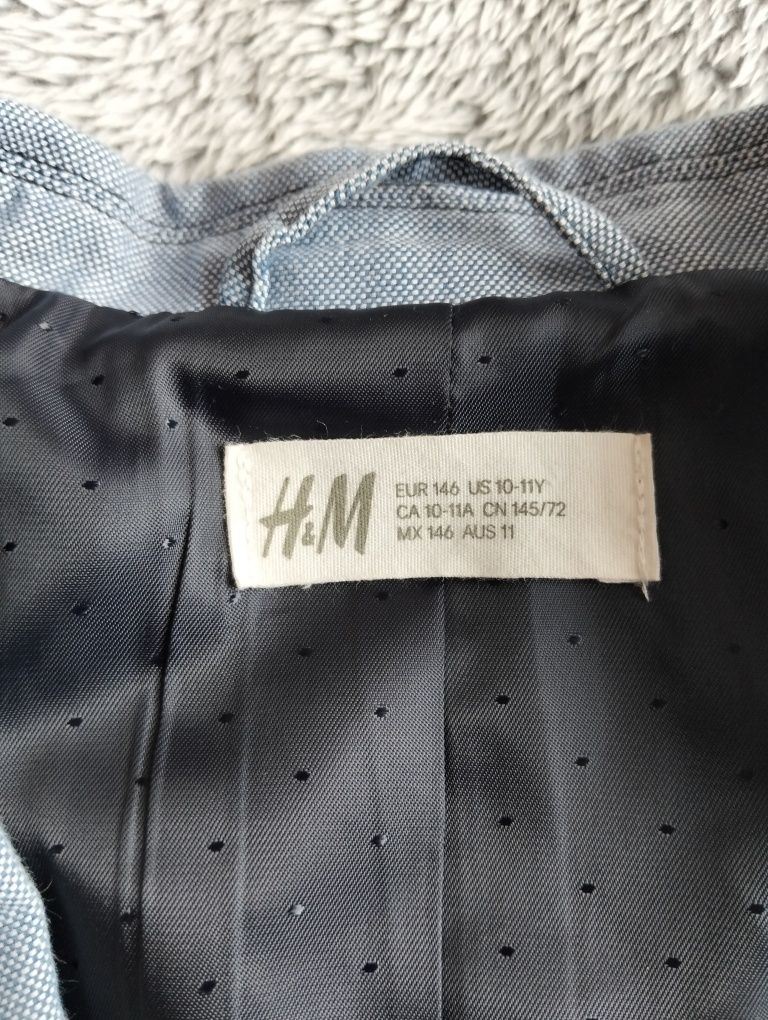 H&M
EUR 146 US 10-11Y
CA 10-11A CN 145/72
MX 146 AUS 11